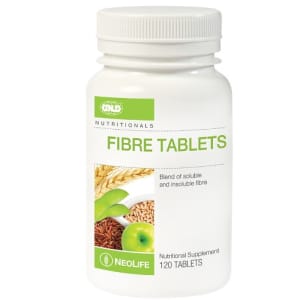 GNLD
NUTRITIONALS
FIBRE TABLETS
Blend of soluble
and insoluble fibre
NEOLIFE
Nutritional Supplement
120 TABLETS